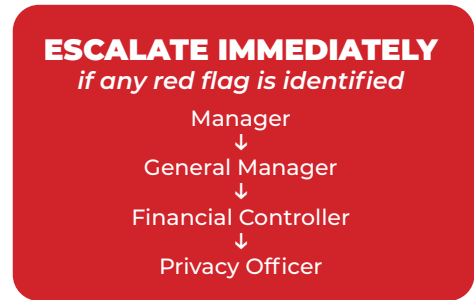 ESCALATE IMMEDIATELY
if any red flag is identified
Manager
↓
General Manager
↓
Financial Controller
↓
Privacy Officer